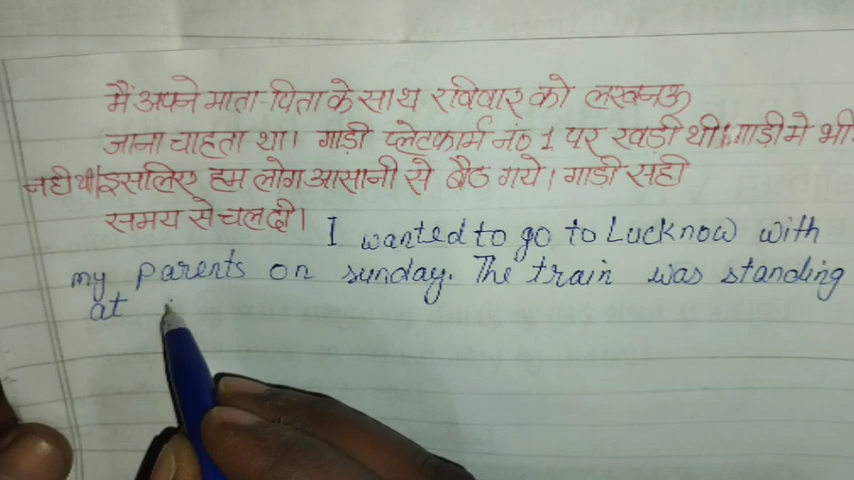 मैं अपने माता-पिता के साथ रविवार को लखनऊ
जाना चाहता था। गाड़ी प्लेटफार्म नं० 1 पर खड़ी थी। गाड़ी मे भी
नही थी। इसलिए हम लोग आसानी से बैठ गये। गाड़ी सही
समय से चल दी।
I wanted to go to Lucknow with
my parents on sunday. The train was standing
at